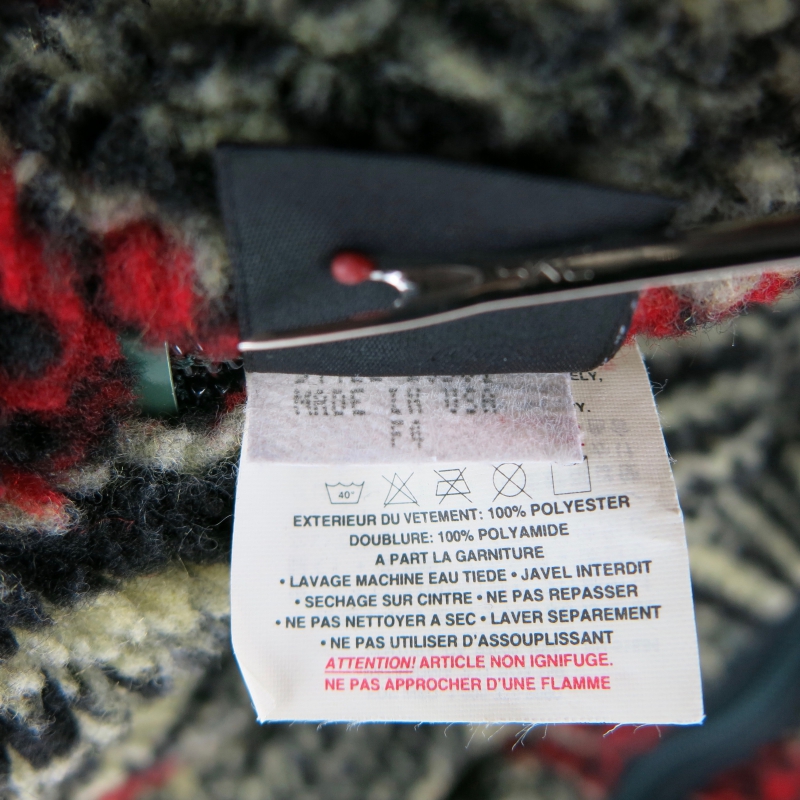 ELY,
MADE IN USA
Y.
F4
40°
EXTERIEUR DU VETEMENT: 100% POLYESTER
DOUBLURE: 100% POLYAMIDE
A PART LA GARNITURE
• LAVAGE MACHINE EAU TIEDE • JAVEL INTERDIT
• SECHAGE SUR CINTRE • NE PAS REPASSER
• NE PAS NETTOYER A SEC • LAVER SEPAREMENT
• NE PAS UTILISER D'ASSOUPLISSANT
ATTENTION! ARTICLE NON IGNIFUGE.
NE PAS APPROCHER D'UNE FLAMME